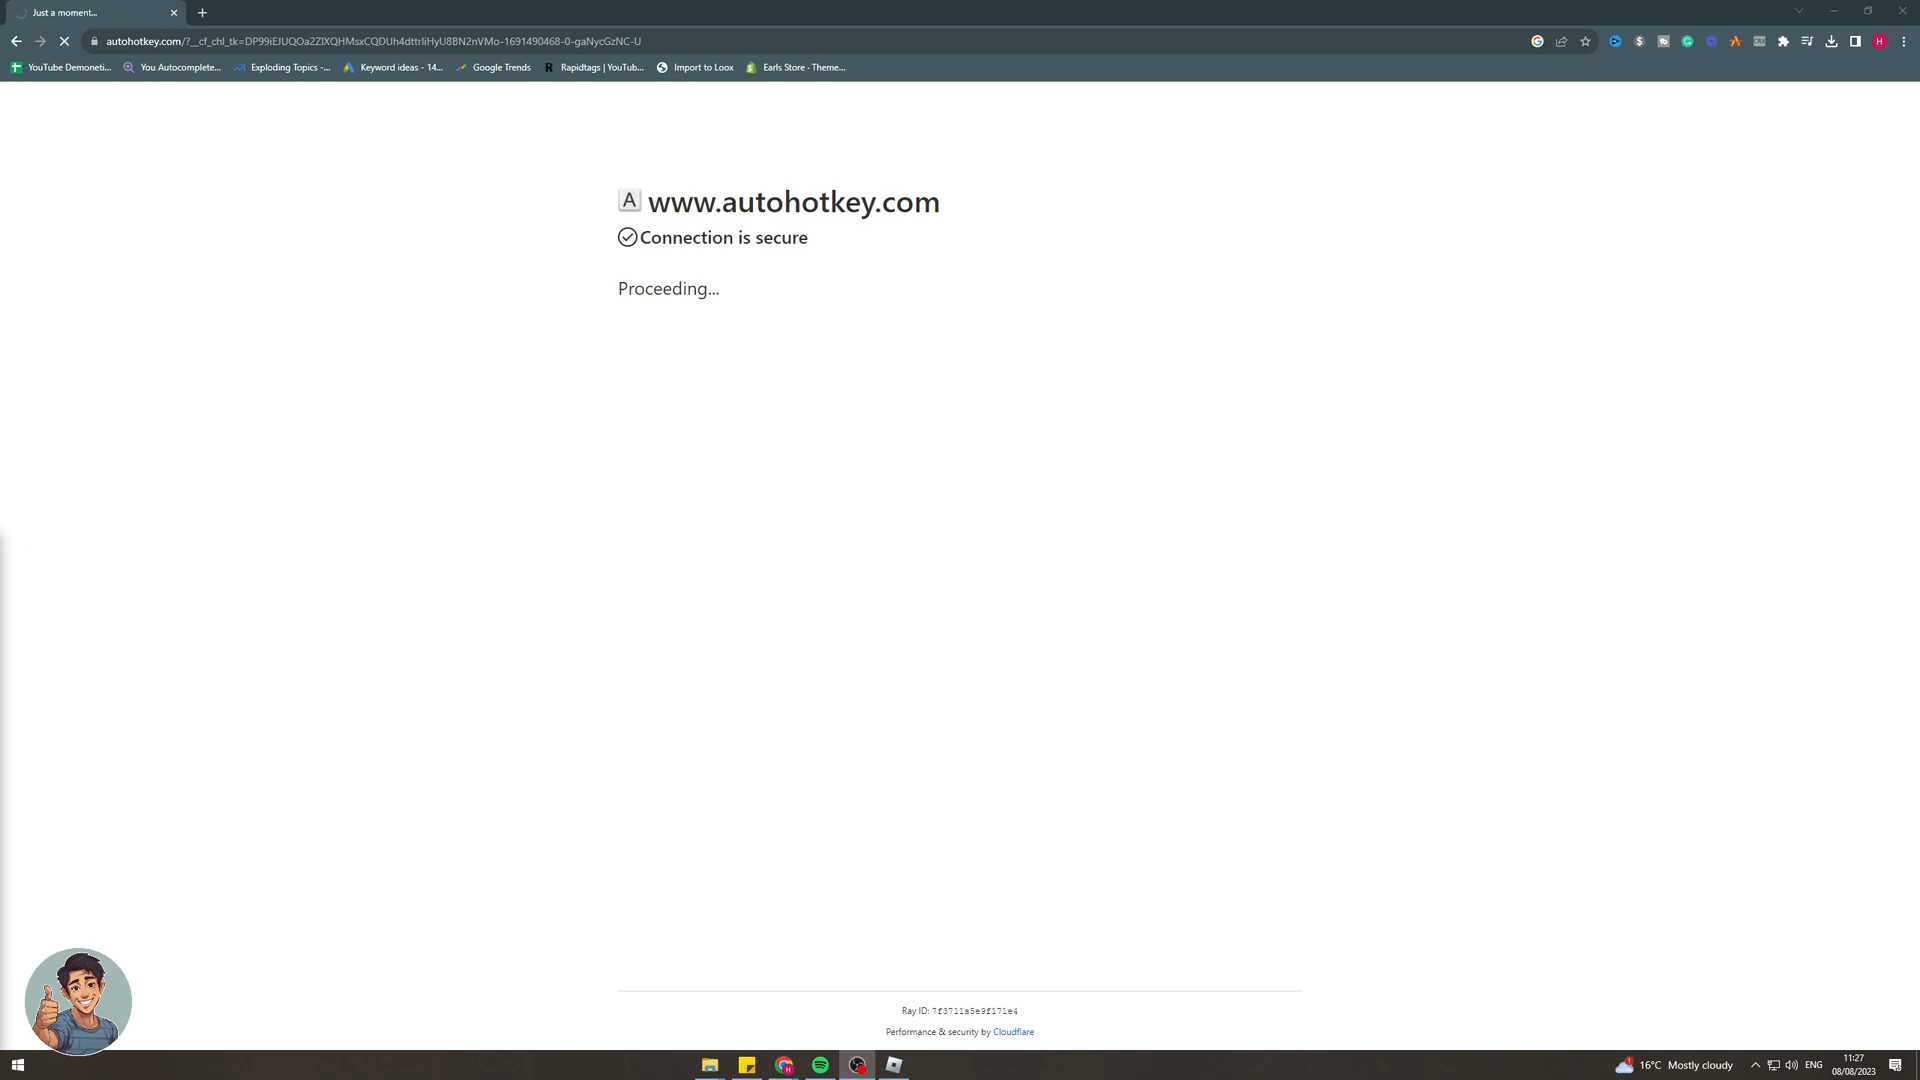 Just a moment...
autohotkey.com/?__cf_chl_tk=DP99iEJUQOa2ZlXQHMsxCQDUh4dttrIiHyU8BN2nVMo-1691490468-0-gaNycGzNC-U
YouTube Demoneti... You Autocomplete... Exploding Topics -... Keyword ideas - 14... Google Trends Rapidtags | YouTub... Import to Loox Earls Store · Theme...
A www.autohotkey.com
Connection is secure
Proceeding...
Ray ID: 7f3711a5e9f171e4
Performance & security by Cloudflare
16°C Mostly cloudy ENG 11:27
08/08/2023